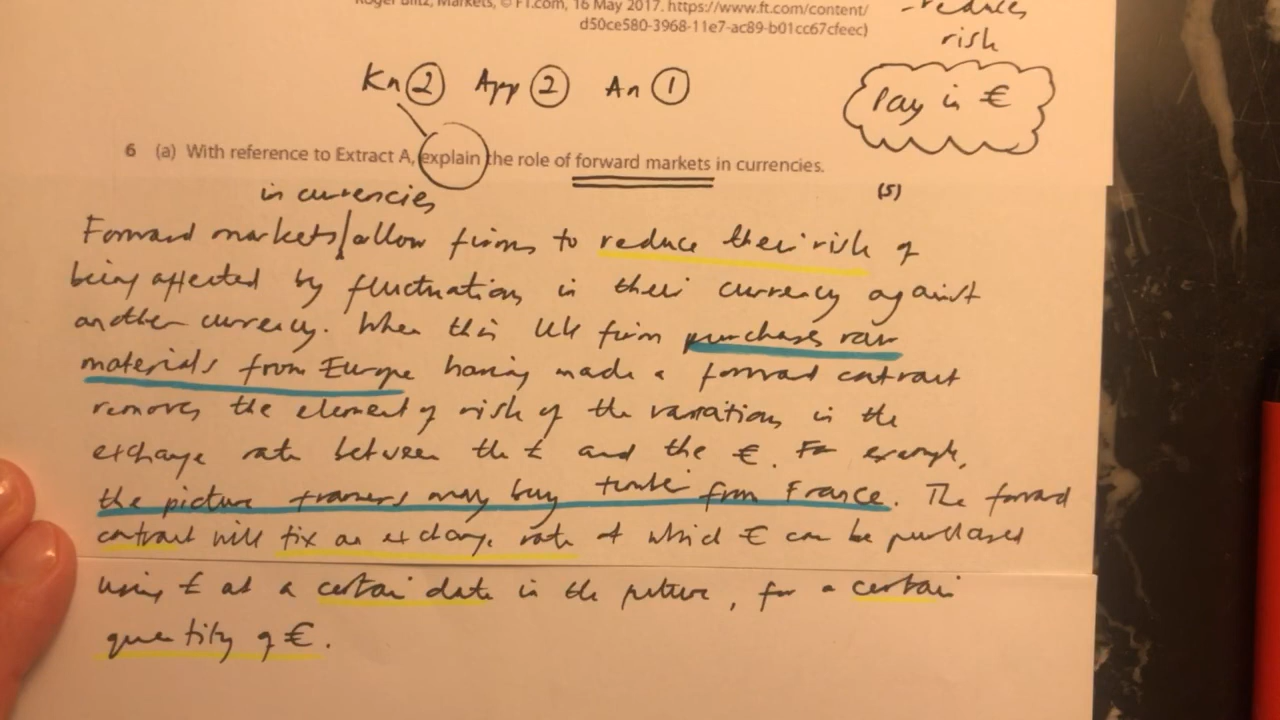 Roger Blitz, Markets, © FT.com, 16 May 2017. https://www.ft.com/content/
d50ce580-3968-11e7-ac89-b01cc67cfeec)
- reduces
risk
Kn ② App ② An ①
Pay in €
6 (a) With reference to Extract A, explain the role of forward markets in currencies.
(5)
in currencies
Forward markets/allow firms to reduce their risk of
being affected by fluctuations in their currency against
another currency. When this UK firm purchases raw
materials from Europe having made a forward contract
removes the element of risk of the variations in the
exchange rate between the £ and the €. For example,
the picture framers may buy timber from France. The forward
contract will fix an exchange rate at which € can be purchased
using £ at a certain date in the future, for a certain
quantity of €.